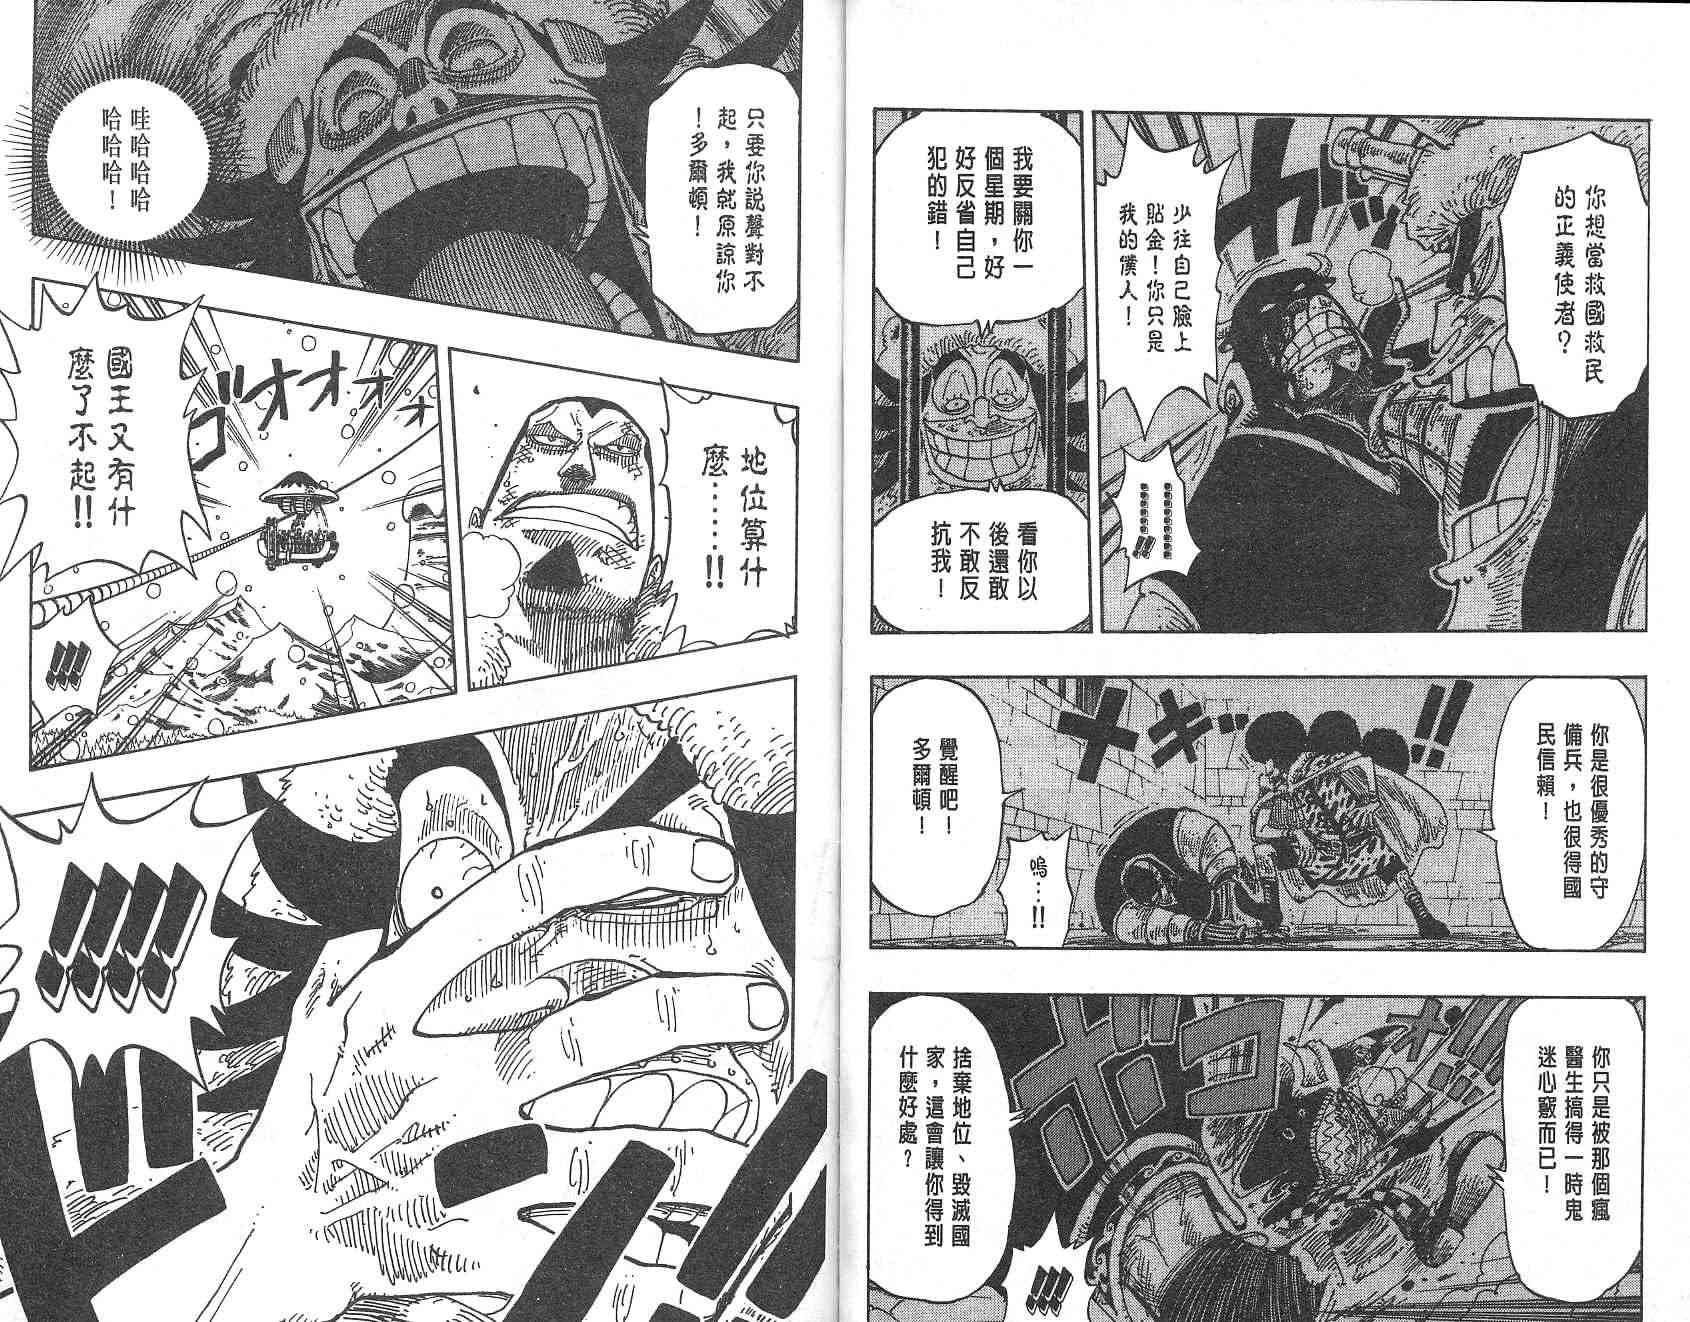 你想當救國救民
的正義使者？
少往自己臉上
貼金！你只是
我的僕人！
…………!!
我要關你一
個星期，好
好反省自己
犯的錯！
看你以
後還敢
不敢反
抗我！
你是很優秀的守
備兵，也很得國
民信賴！
嗚…!!
覺醒吧！
多爾頓！
你只是被那個瘋
醫生搞得一時鬼
迷心竅而已！
捨棄地位、毀滅國
家，這會讓你得到
什麼好處？
!!!
只要你說聲對不
起，我就原諒你
！多爾頓！
哇哈哈哈
哈哈哈！
地位算什
麼……!!
ゴオオオォ
國王又有什
麼了不起!!
!!!
!!!!